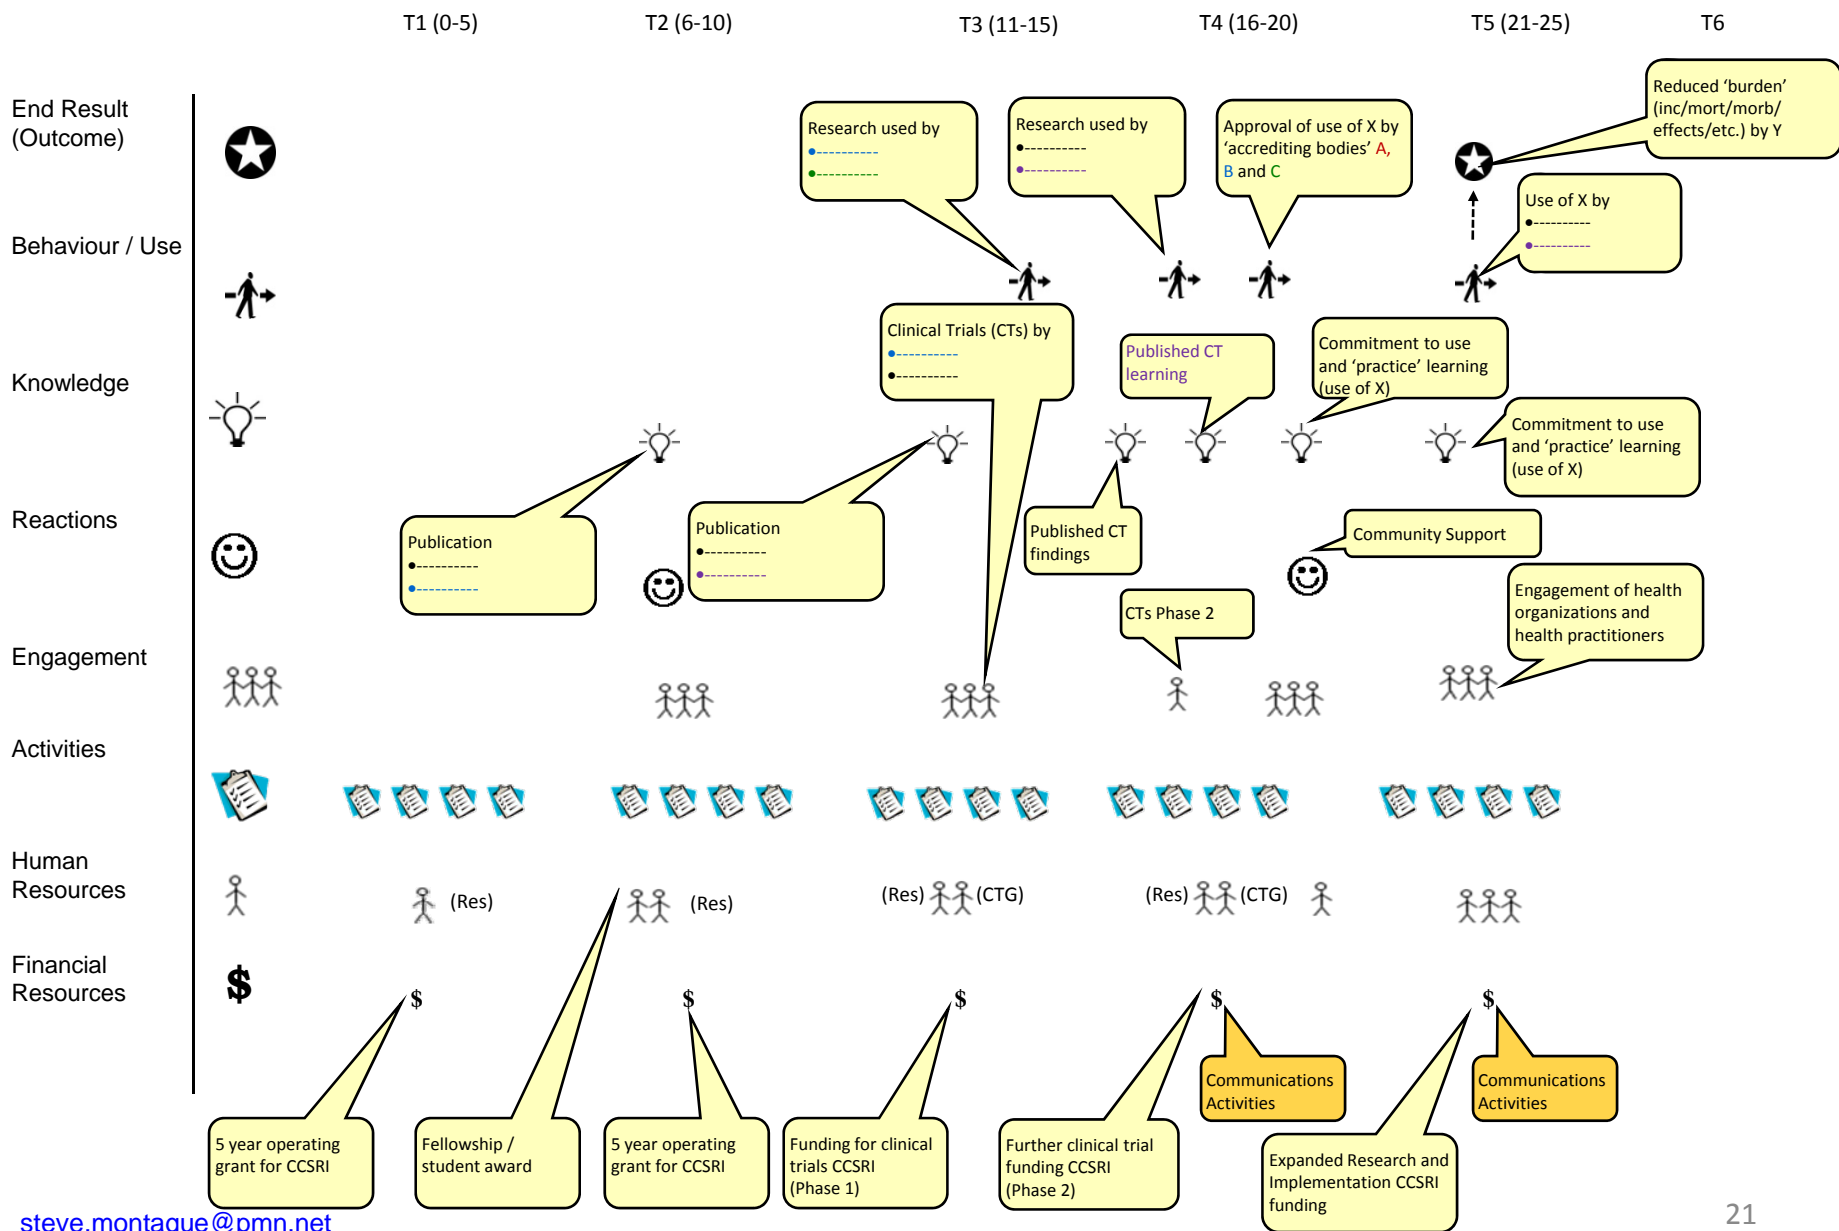 T1 (0-5)
T2 (6-10)
T3 (11-15)
T4 (16-20)
T5 (21-25)
T6
End Result
(Outcome)
Research used by
●----------
●----------
Research used by
●----------
●----------
Approval of use of X by
‘accrediting bodies’ A,
B and C
Reduced ‘burden’
(inc/mort/morb/
effects/etc.) by Y
Behaviour / Use
Use of X by
●----------
●----------
Knowledge
Clinical Trials (CTs) by
●----------
●----------
Published CT
learning
Commitment to use
and ‘practice’ learning
(use of X)
Commitment to use
and ‘practice’ learning
(use of X)
Reactions
Publication
●----------
●----------
Publication
●----------
●----------
Published CT
findings
Community Support
Engagement
CTs Phase 2
Engagement of health
organizations and
health practitioners
Activities
Human
Resources
(Res)
(Res)
(Res)
(CTG)
(Res)
(CTG)
Financial
Resources
$
$
$
$
$
$
Communications
Activities
Communications
Activities
5 year operating
grant for CCSRI
Fellowship /
student award
5 year operating
grant for CCSRI
Funding for clinical
trials CCSRI
(Phase 1)
Further clinical trial
funding CCSRI
(Phase 2)
Expanded Research and
Implementation CCSRI
funding
steve.montague@pmn.net
21